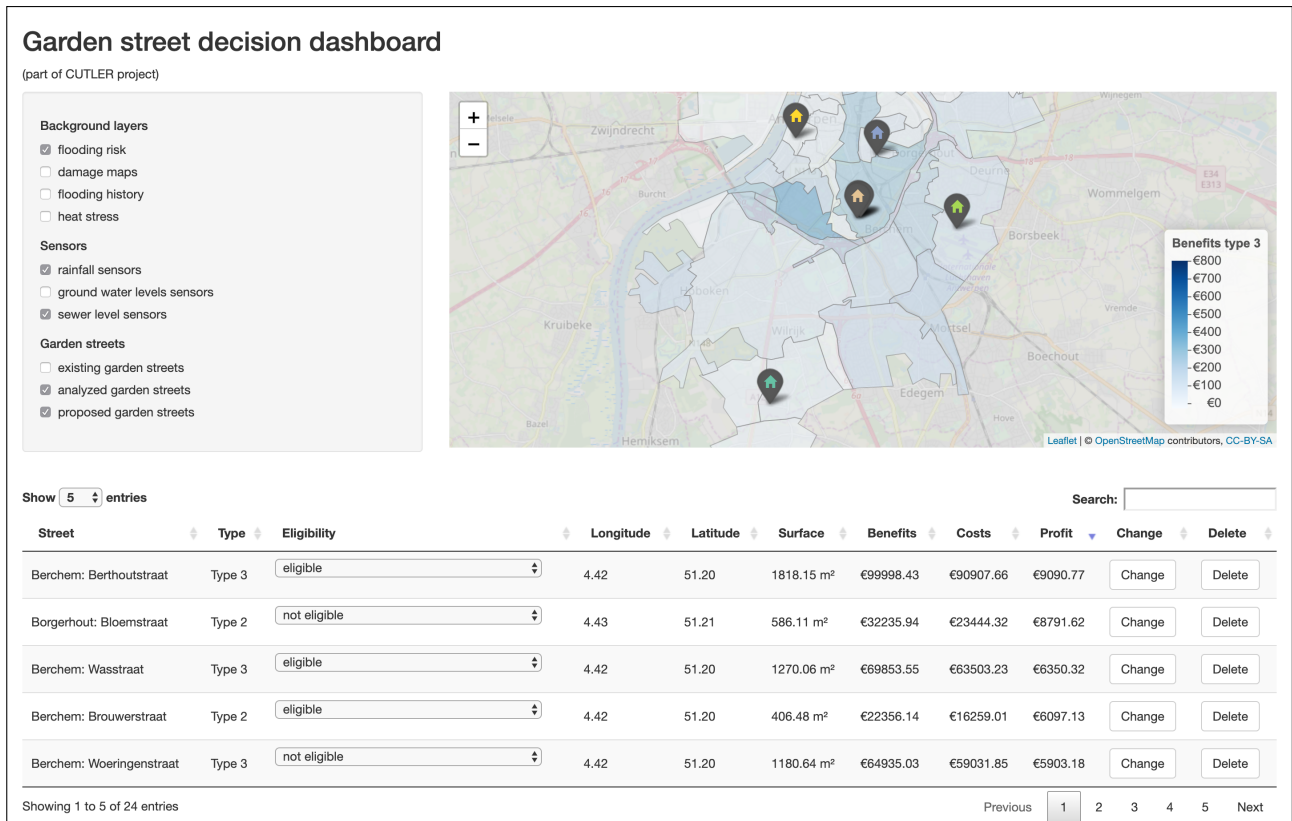 Garden street decision dashboard
(part of CUTLER project)
Background layers
flooding risk
damage maps
flooding history
heat stress
Sensors
rainfall sensors
ground water levels sensors
sewer level sensors
Garden streets
existing garden streets
analyzed garden streets
proposed garden streets
+
−
Zwijndrecht
Wijnegem
Deurne
E34
E313
Wommelgem
Burcht
Borsbeek
Berchem
Hoboken
Vremde
Kruibeke
Wilrijk
Mortsel
Boechout
Edegem
Bazel
Hove
Hemiksem
Benefits type 3
€800
€700
€600
€500
€400
€300
€200
€100
€0
Leaflet | © OpenStreetMap contributors, CC-BY-SA
Show 5 entries
Search:
Street Type Eligibility Longitude Latitude Surface Benefits Costs Profit Change Delete
Berchem: Berthoutstraat Type 3 eligible 4.42 51.20 1818.15 m² €99998.43 €90907.66 €9090.77 Change Delete
Borgerhout: Bloemstraat Type 2 not eligible 4.43 51.21 586.11 m² €32235.94 €23444.32 €8791.62 Change Delete
Berchem: Wasstraat Type 3 eligible 4.42 51.20 1270.06 m² €69853.55 €63503.23 €6350.32 Change Delete
Berchem: Brouwerstraat Type 2 eligible 4.42 51.20 406.48 m² €22356.14 €16259.01 €6097.13 Change Delete
Berchem: Woeringenstraat Type 3 not eligible 4.42 51.20 1180.64 m² €64935.03 €59031.85 €5903.18 Change Delete
Showing 1 to 5 of 24 entries
Previous 1 2 3 4 5 Next